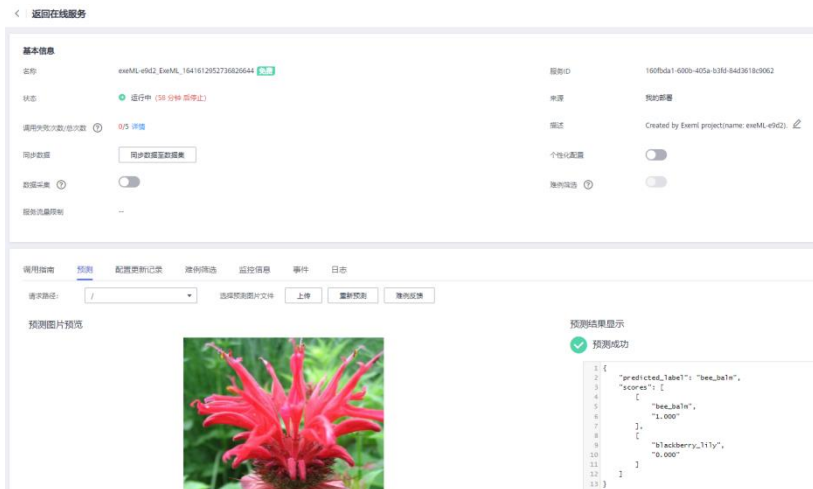 返回在线服务
基本信息
名称 exeML-e9d2_ExeML_1641612952736826644 免费 服务ID 160fbda1-600b-405a-b3fd-84d3618c9062
状态 运行中 (58 分钟 后停止) 来源 我的部署
调用失败次数/总次数 0/5 详情 描述 Created by Exeml project(name: exeML-e9d2).
同步数据 同步数据至数据集 个性化配置
数据采集 难例筛选
服务流量限制 --
调用指南 预测 配置更新记录 难例筛选 监控信息 事件 日志
请求路径: / 选择预测图片文件 上传 重新预测 难例反馈
预测图片预览 预测结果显示
预测成功
1 {
2 "predicted_label": "bee_balm",
3 "scores": [
4 [
5 "bee_balm",
6 "1.000"
7 ],
8 [
9 "blackberry_lily",
10 "0.000"
11 ]
12 ]
13 }